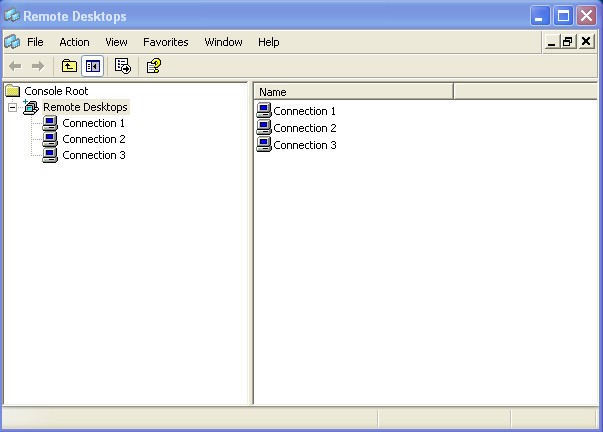 Remote Desktops
File Action View Favorites Window Help
Console Root
Remote Desktops
Connection 1
Connection 2
Connection 3
Name
Connection 1
Connection 2
Connection 3